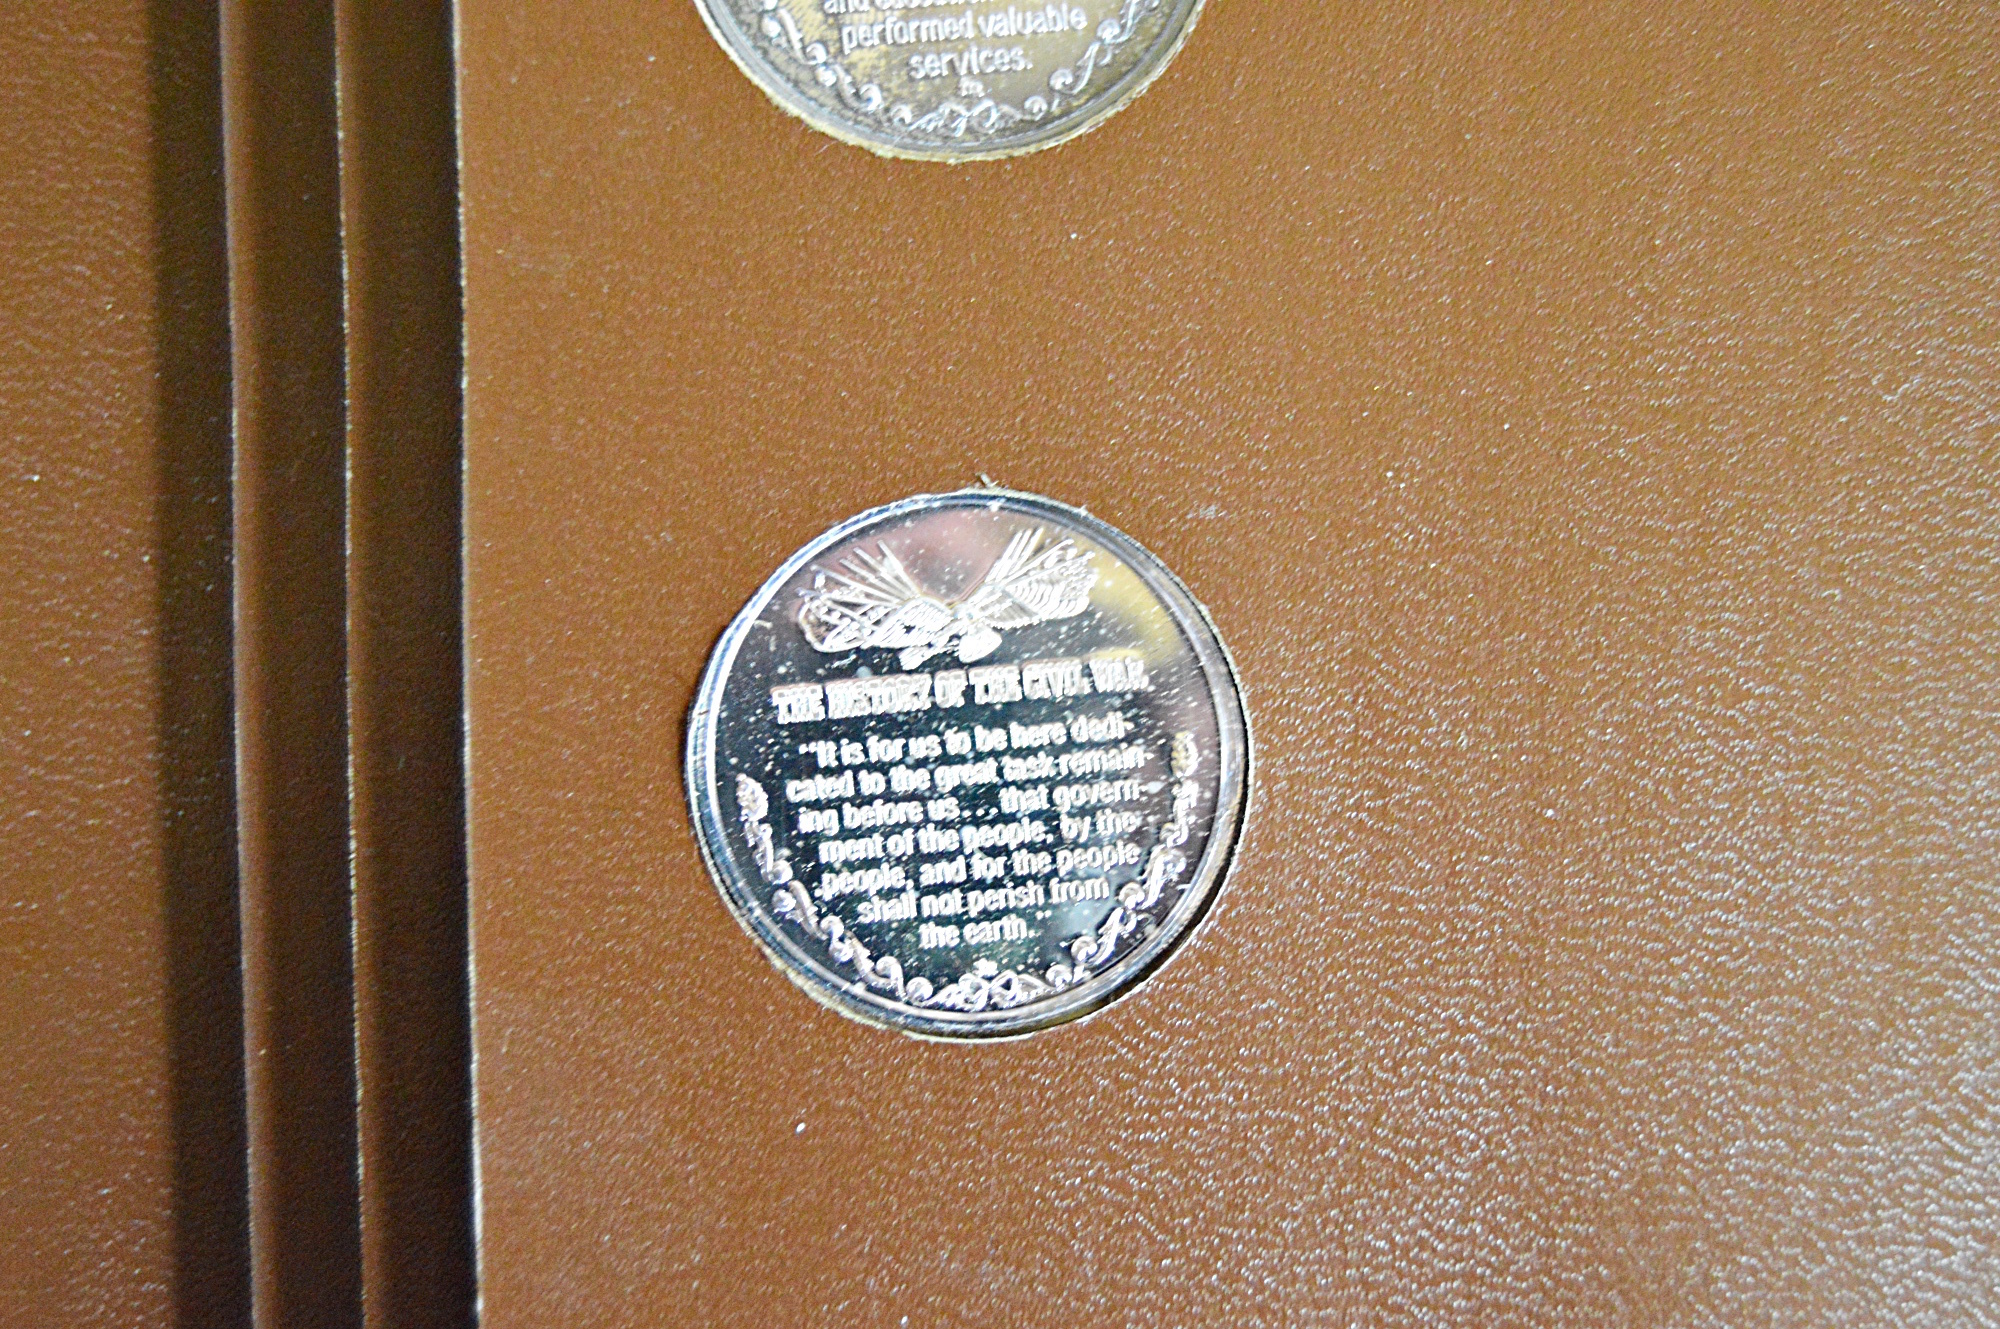 and
performed valuable
services.
THE HISTORY OF THE CIVIL WAR
"It is for us to be here dedi-
cated to the great task remain-
ing before us...that govern-
ment of the people, by the
people, and for the people
shall not perish from
the earth."